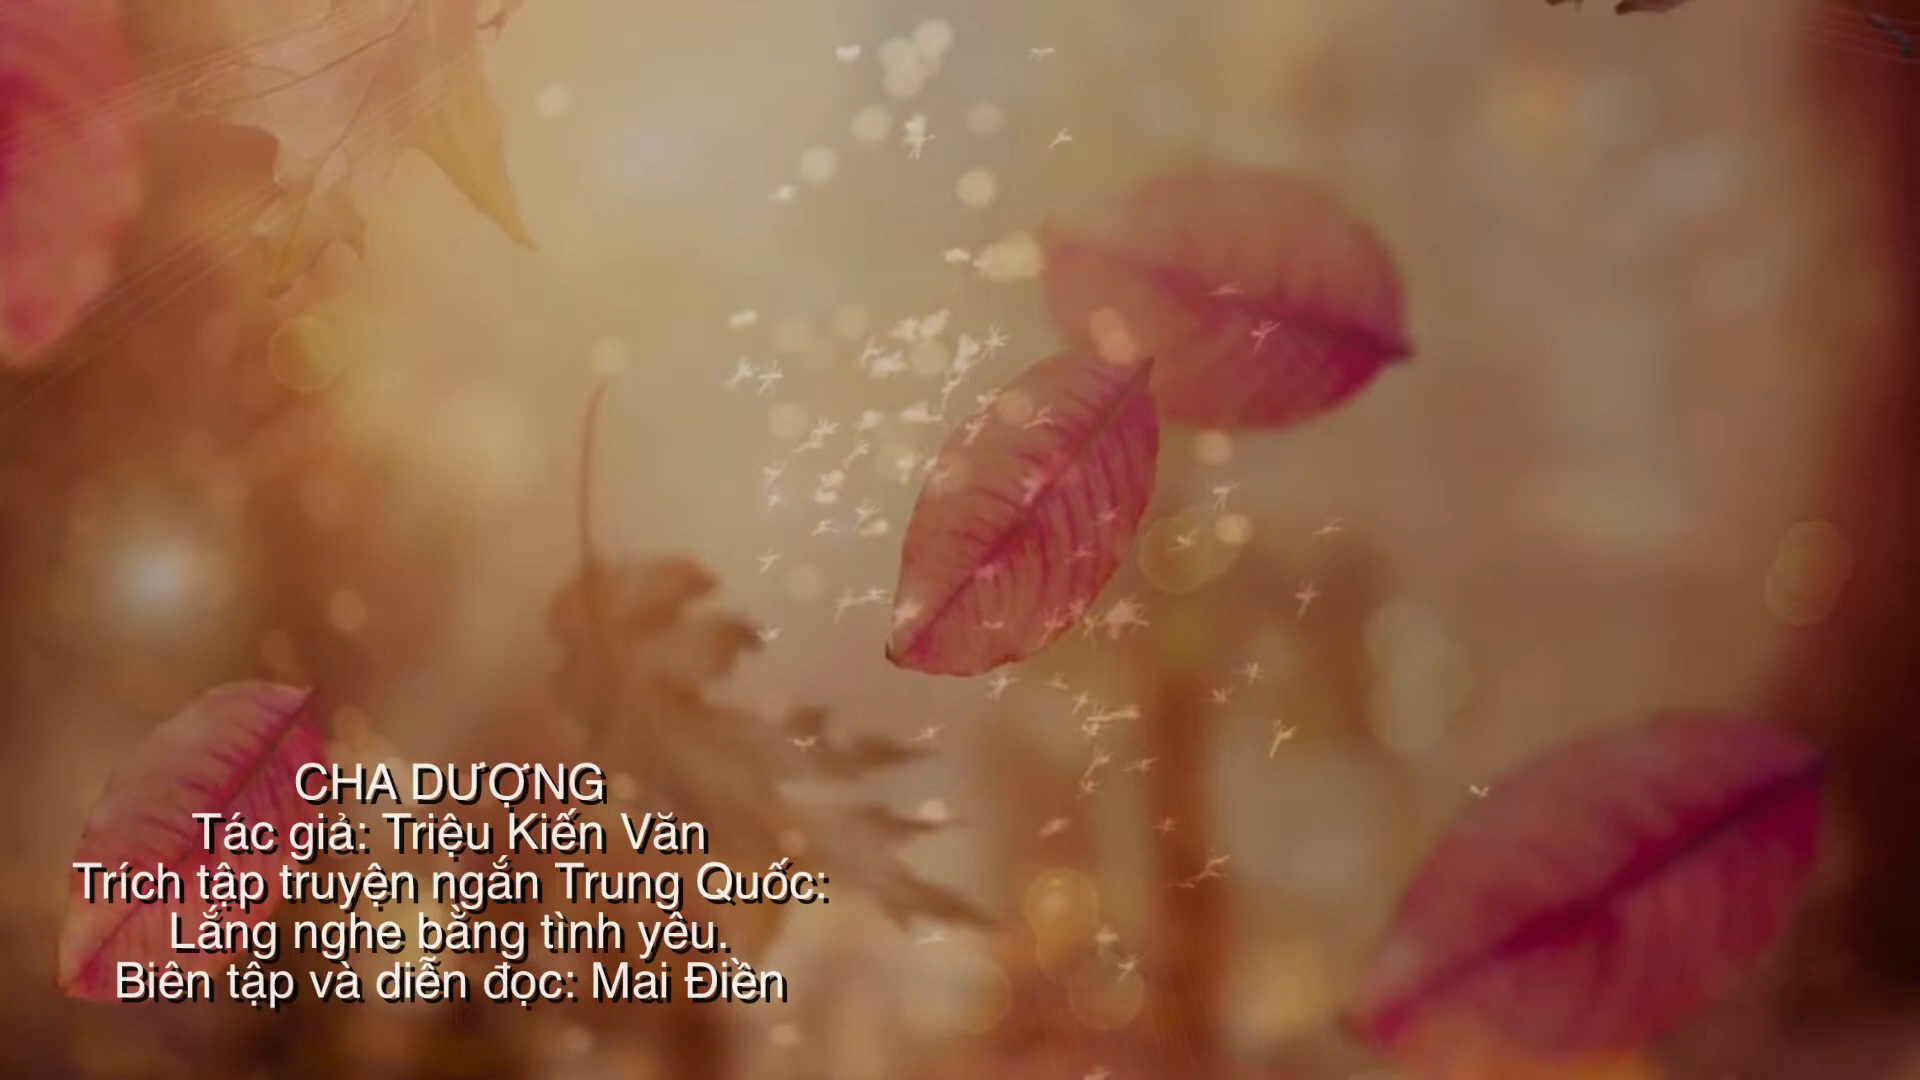 CHA DƯỢNG
Tác giả: Triệu Kiến Văn
Trích tập truyện ngắn Trung Quốc:
Lắng nghe bằng tình yêu.
Biên tập và diễn đọc: Mai Điền